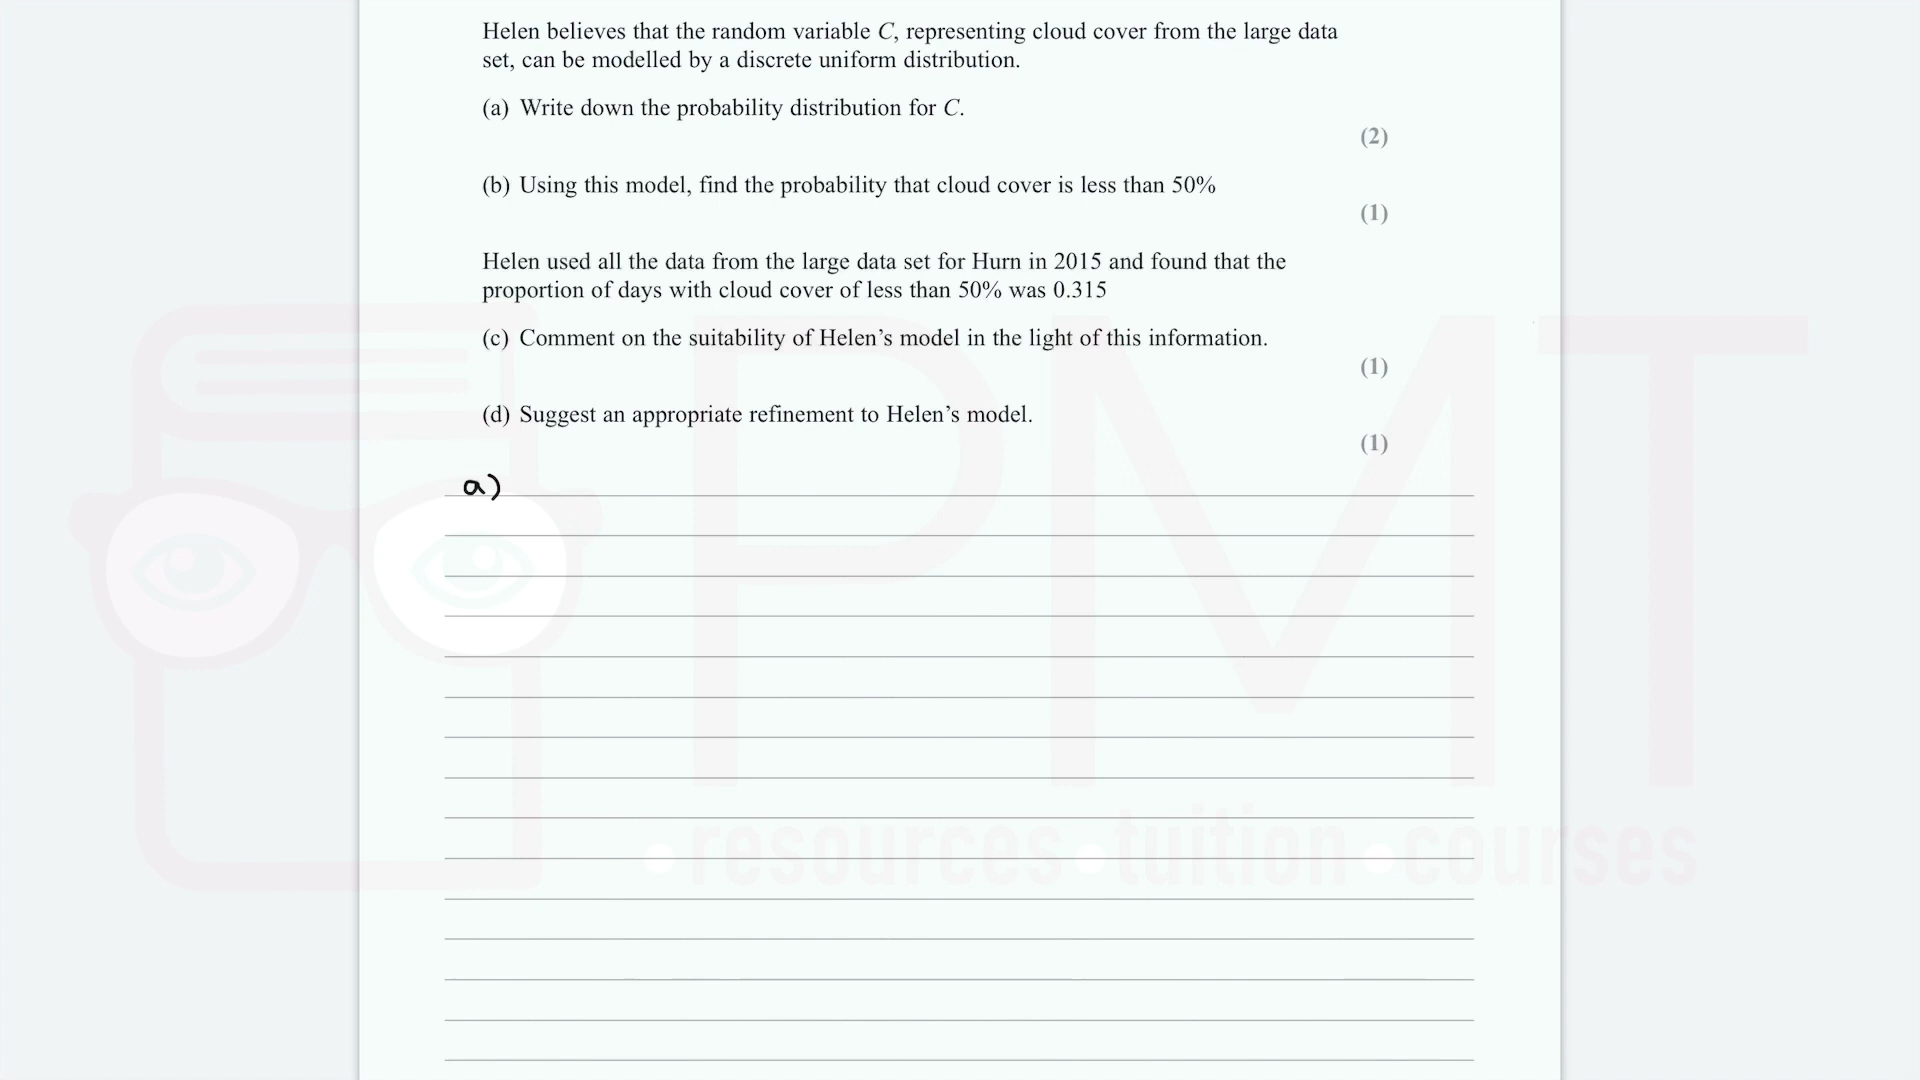 Helen believes that the random variable C, representing cloud cover from the large data
set, can be modelled by a discrete uniform distribution.
(a) Write down the probability distribution for C.
(2)
(b) Using this model, find the probability that cloud cover is less than 50%
(1)
Helen used all the data from the large data set for Hurn in 2015 and found that the
proportion of days with cloud cover of less than 50% was 0.315
(c) Comment on the suitability of Helen’s model in the light of this information.
(1)
(d) Suggest an appropriate refinement to Helen’s model.
(1)
a)
PMT
• resources • tuition • courses